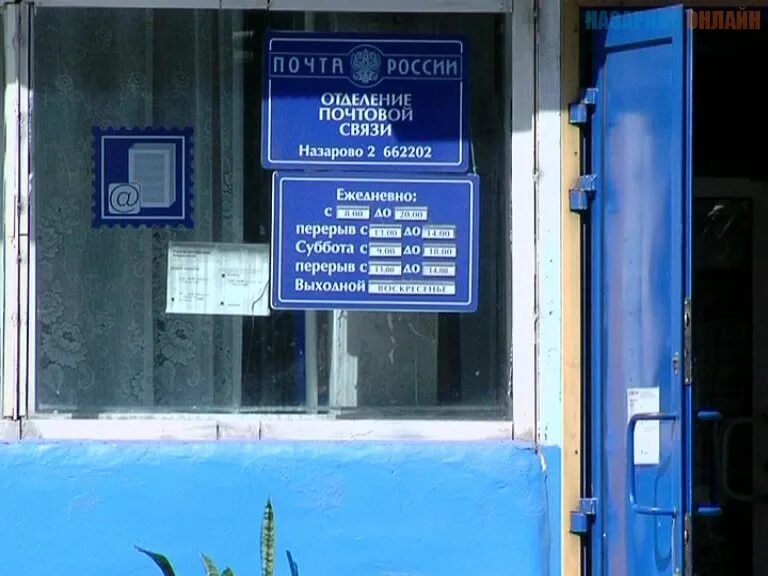 НАЗАРОВО ОНЛАЙН
ПОЧТА РОССИИ
ОТДЕЛЕНИЕ
ПОЧТОВОЙ
СВЯЗИ
Назарово 2 662202
@
Ежедневно:
с 8.00 до 20.00
перерыв с 13.00 до 14.00
Суббота с 9.00 до 18.00
перерыв с 13.00 до 14.00
Выходной ВОСКРЕСЕНЬЕ